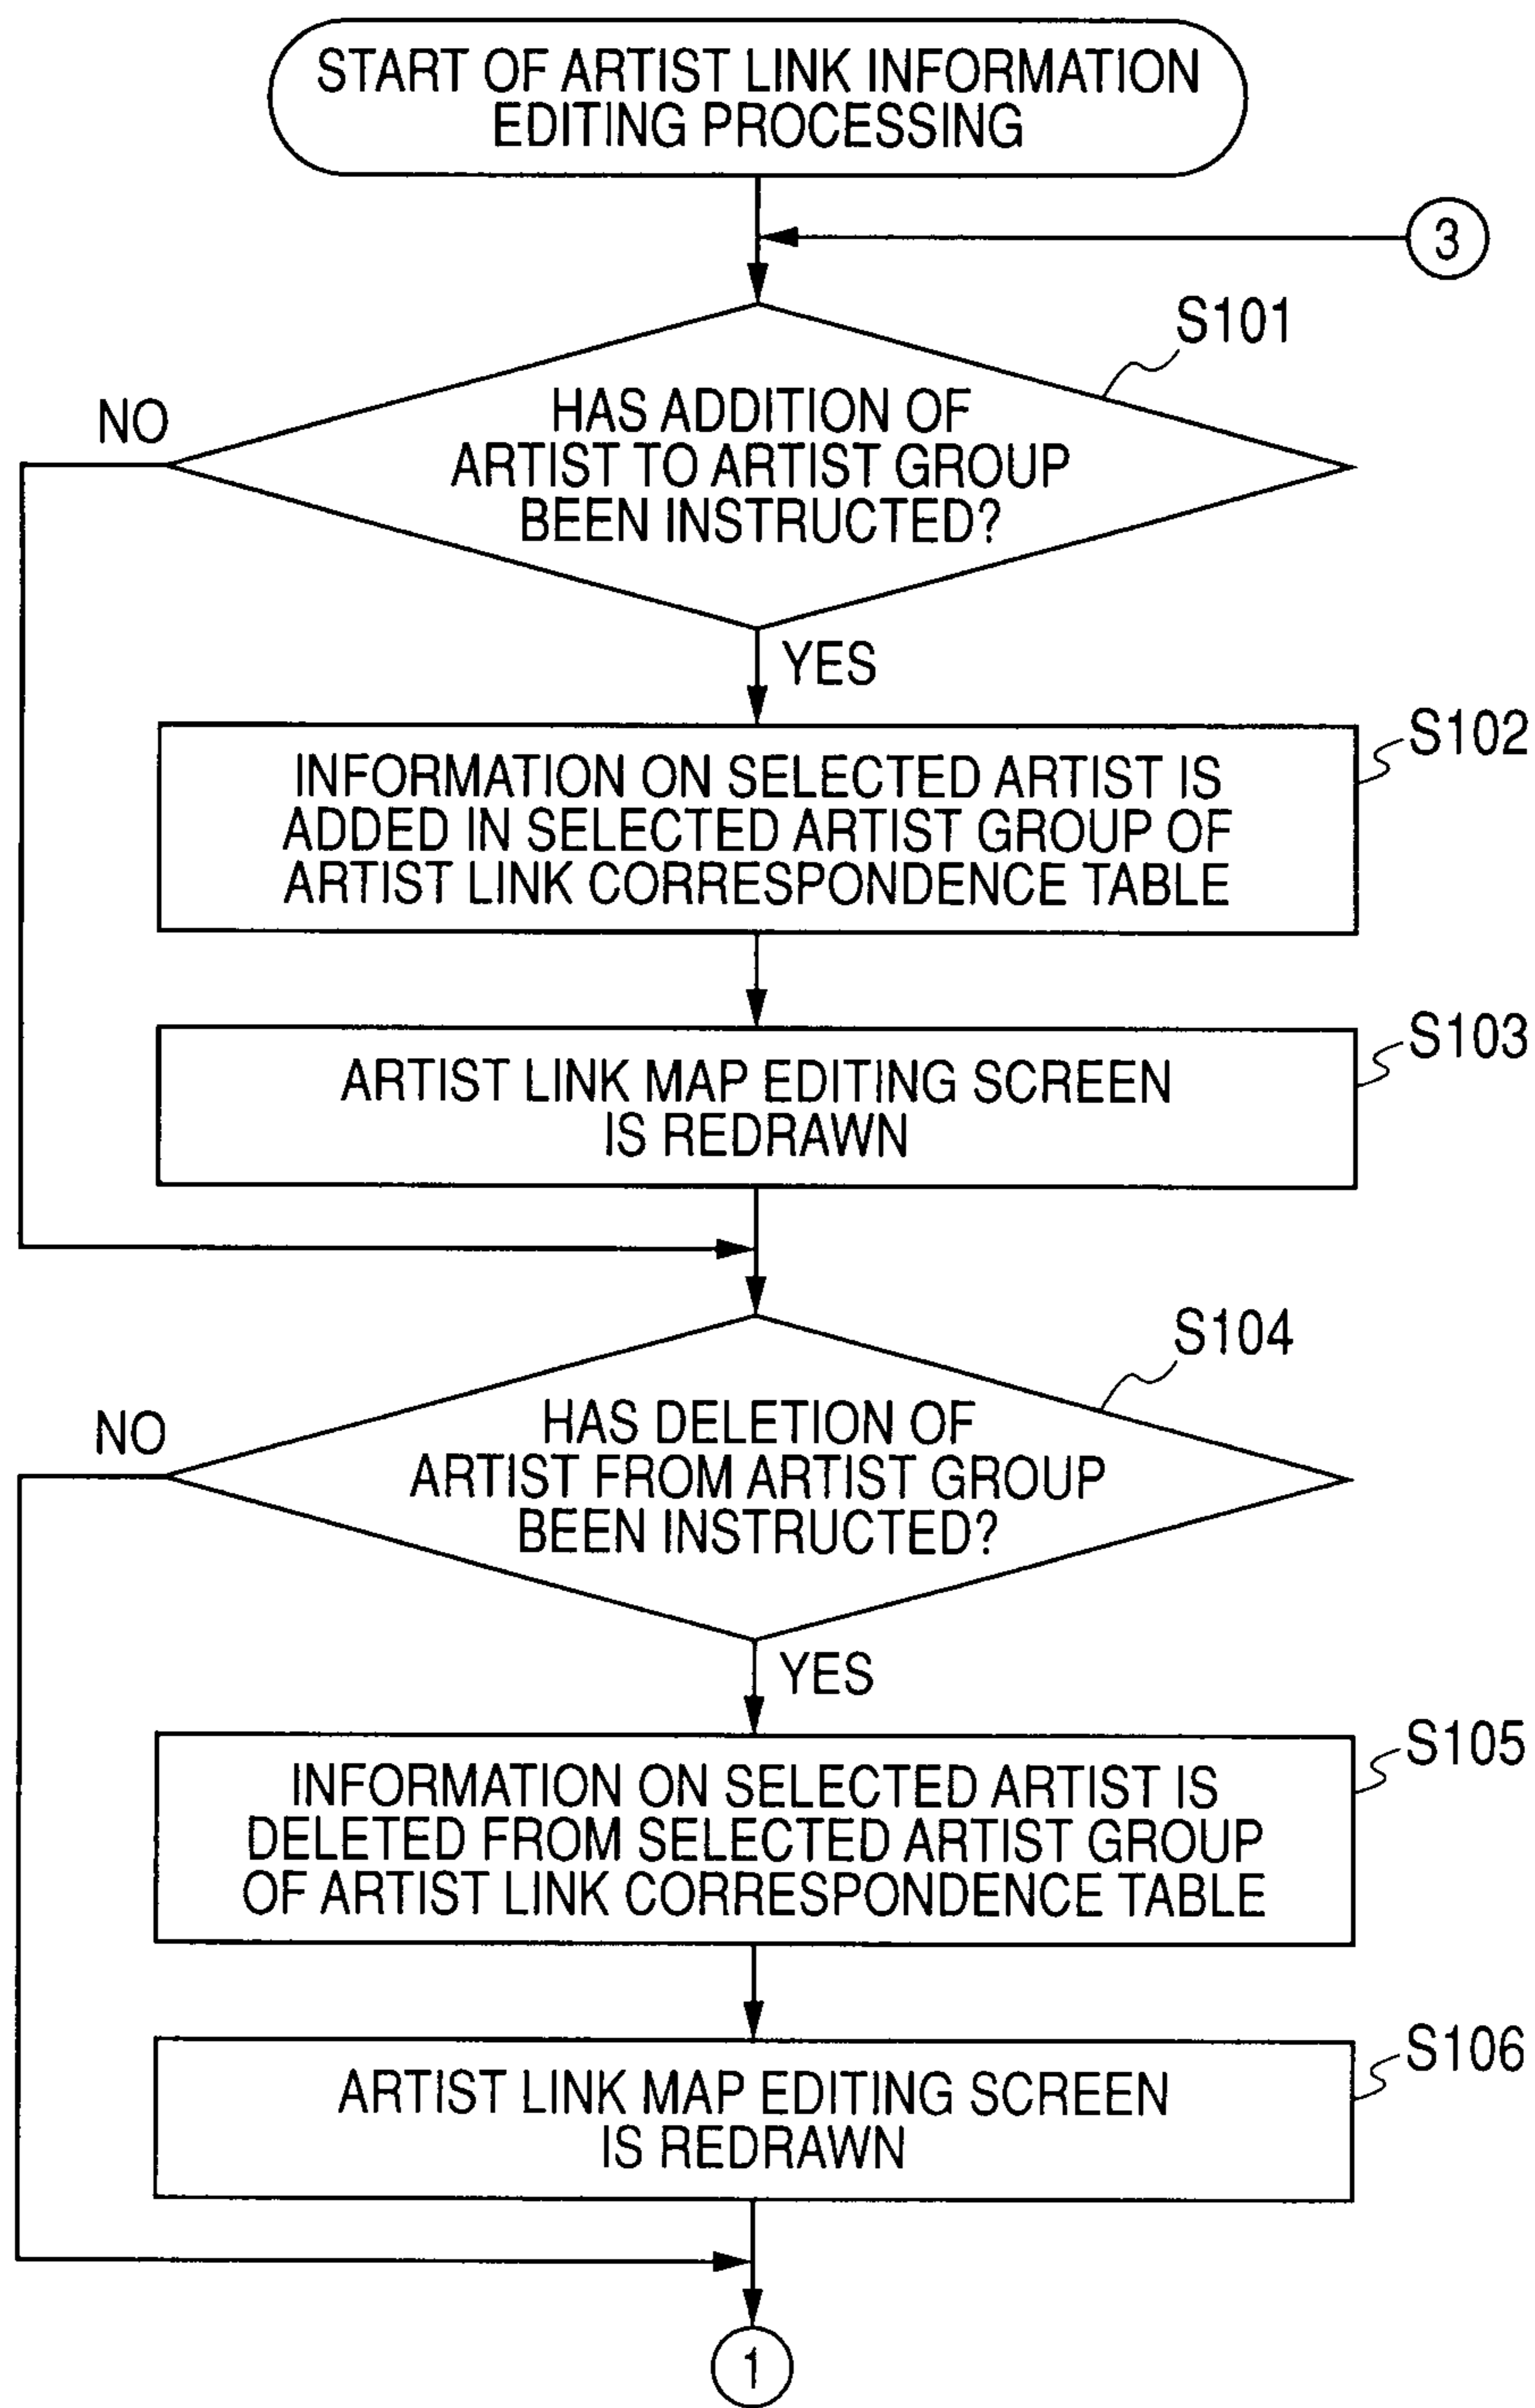 START OF ARTIST LINK INFORMATION
EDITING PROCESSING
3
S101
NO
HAS ADDITION OF
ARTIST TO ARTIST GROUP
BEEN INSTRUCTED?
YES
S102
INFORMATION ON SELECTED ARTIST IS
ADDED IN SELECTED ARTIST GROUP OF
ARTIST LINK CORRESPONDENCE TABLE
S103
ARTIST LINK MAP EDITING SCREEN
IS REDRAWN
S104
NO
HAS DELETION OF
ARTIST FROM ARTIST GROUP
BEEN INSTRUCTED?
YES
S105
INFORMATION ON SELECTED ARTIST IS
DELETED FROM SELECTED ARTIST GROUP
OF ARTIST LINK CORRESPONDENCE TABLE
S106
ARTIST LINK MAP EDITING SCREEN
IS REDRAWN
1